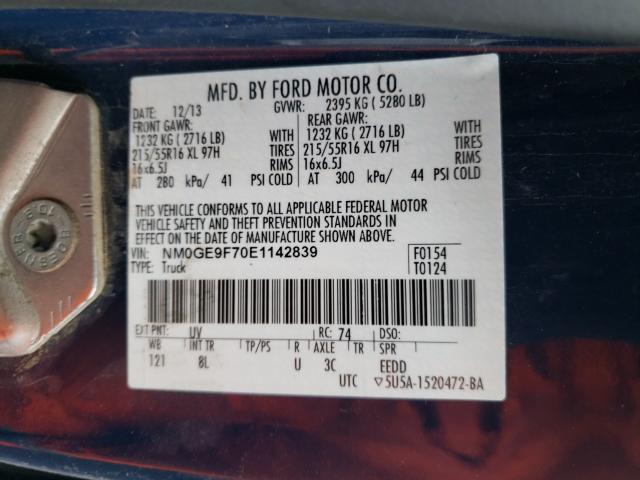 MFD. BY FORD MOTOR CO.
DATE: 12/13 GVWR: 2395 KG ( 5280 LB)
FRONT GAWR: REAR GAWR:
1232 KG ( 2716 LB) WITH 1232 KG ( 2716 LB) WITH
215/55R16 XL 97H TIRES 215/55R16 XL 97H TIRES
16x6.5J RIMS 16x6.5J RIMS
AT 280 kPa/ 41 PSI COLD AT 300 kPa/ 44 PSI COLD
THIS VEHICLE CONFORMS TO ALL APPLICABLE FEDERAL MOTOR
VEHICLE SAFETY AND THEFT PREVENTION STANDARDS IN
EFFECT ON THE DATE OF MANUFACTURE SHOWN ABOVE.
VIN: NM0GE9F70E1142839 F0154
TYPE: Truck T0124
EXT PNT: UV RC: 74 DSO:
WB INT TR TP/PS R AXLE TR SPR
121 8L U 3C EEDD
UTC ▽5U5A-1520472-BA